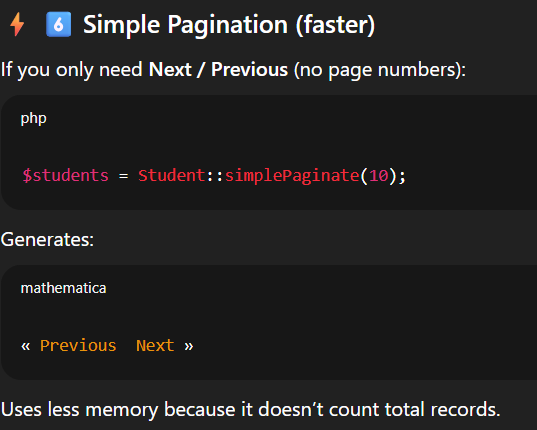 ⚡ 6️⃣ Simple Pagination (faster)
If you only need Next / Previous (no page numbers):
php
$students = Student::simplePaginate(10);
Generates:
mathematica
« Previous  Next »
Uses less memory because it doesn’t count total records.